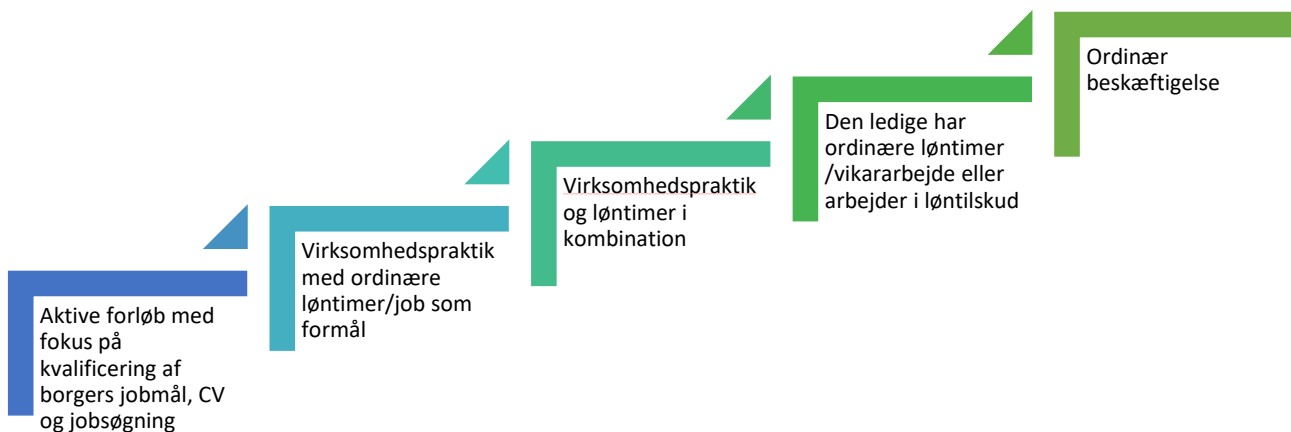 Aktive forløb med
fokus på
kvalificering af
borgers jobmål, CV
og jobsøgning
Virksomhedspraktik
med ordinære
løntimer/job som
formål
Virksomhedspraktik
og løntimer i
kombination
Den ledige har
ordinære løntimer
/vikararbejde eller
arbejder i løntilskud
Ordinær
beskæftigelse